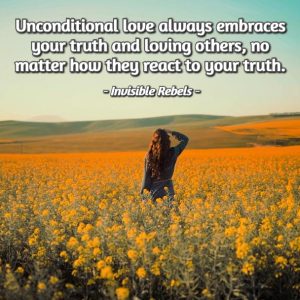 Unconditional love always embraces
your truth and loving others, no
matter how they react to your truth.
- Invisible Rebels -